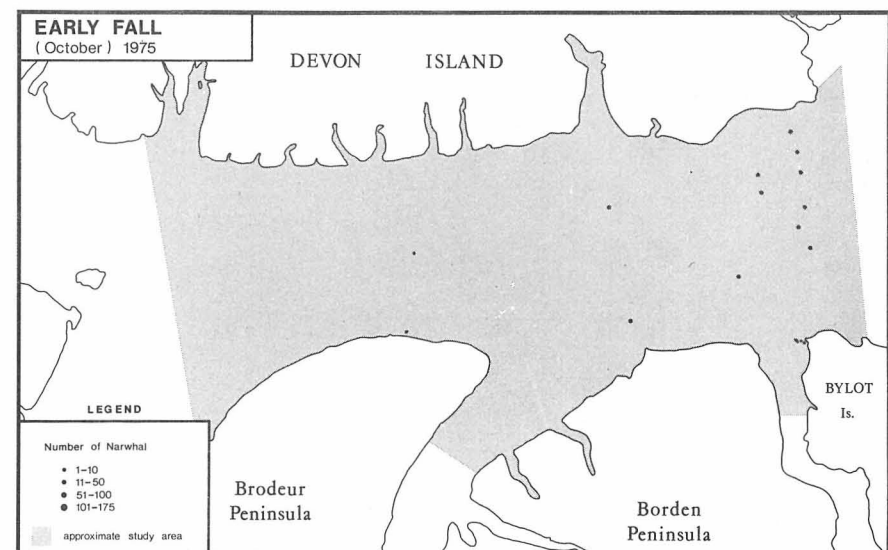 EARLY FALL
(October) 1975
DEVON ISLAND
BYLOT
Is.
LEGEND
Number of Narwhal
1–10
11–50
51–100
101–175
approximate study area
Brodeur
Peninsula
Borden
Peninsula